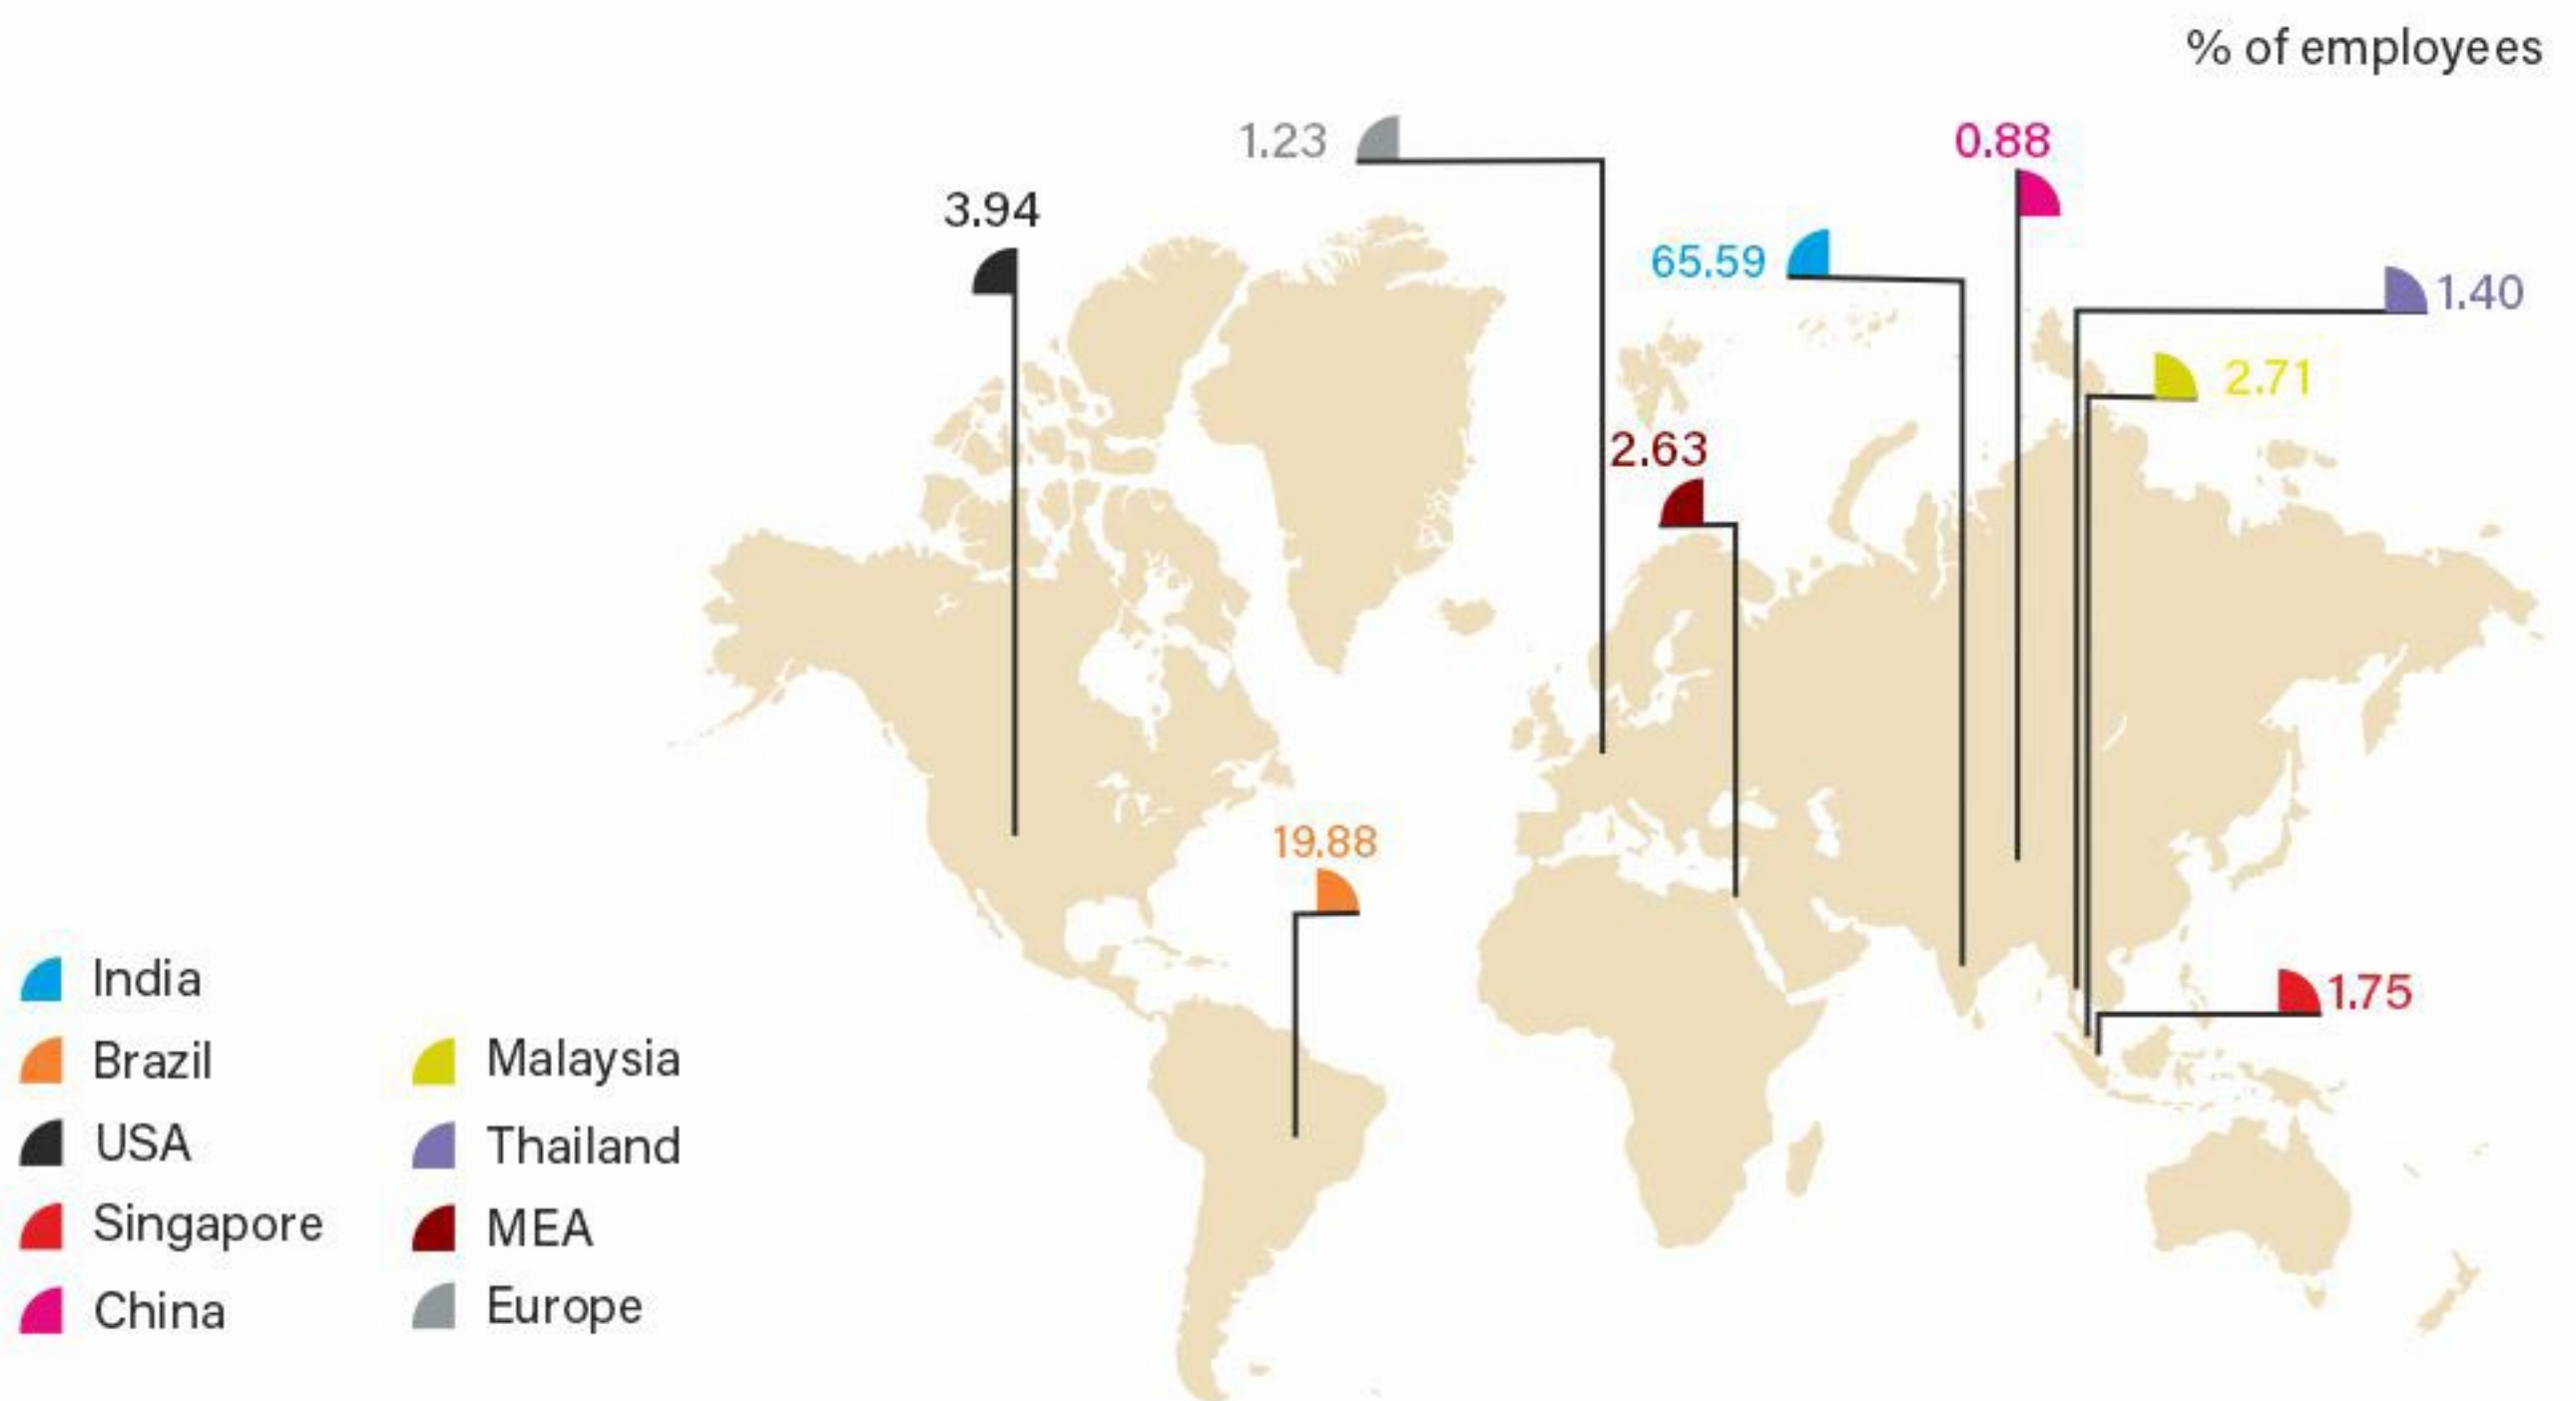 % of employees
1.23
0.88
3.94
65.59
1.40
2.71
2.63
19.88
1.75
India
Brazil
USA
Singapore
China
Malaysia
Thailand
MEA
Europe